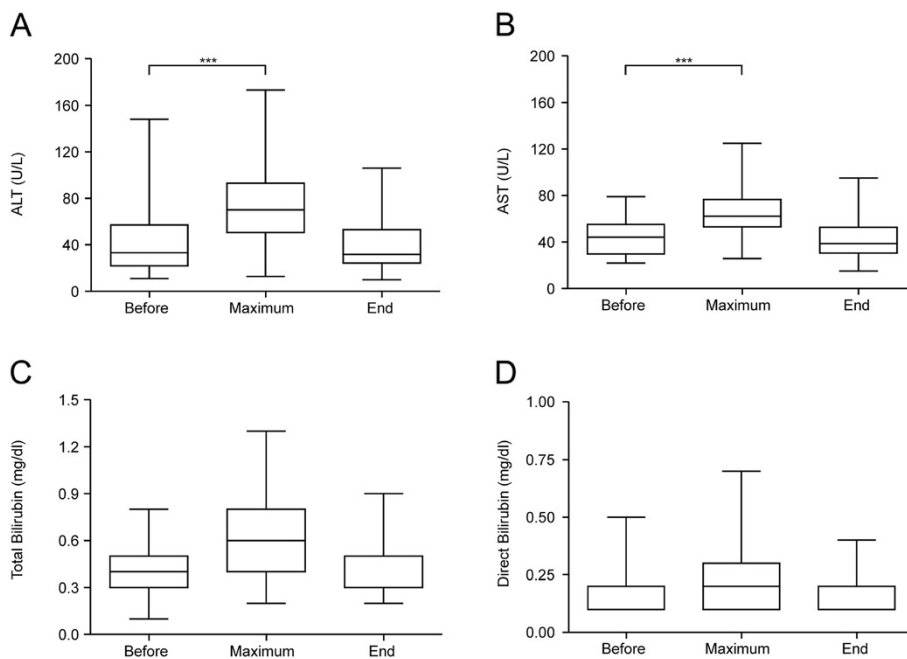 A
ALT (U/L)
200
160
120
80
40
0
***
Before
Maximum
End
B
AST (U/L)
200
160
120
80
40
0
***
Before
Maximum
End
C
Total Bilirubin (mg/dl)
1.5
1.2
0.9
0.6
0.3
0.0
Before
Maximum
End
D
Direct Bilirubin (mg/dl)
1.00
0.75
0.50
0.25
0.00
Before
Maximum
End